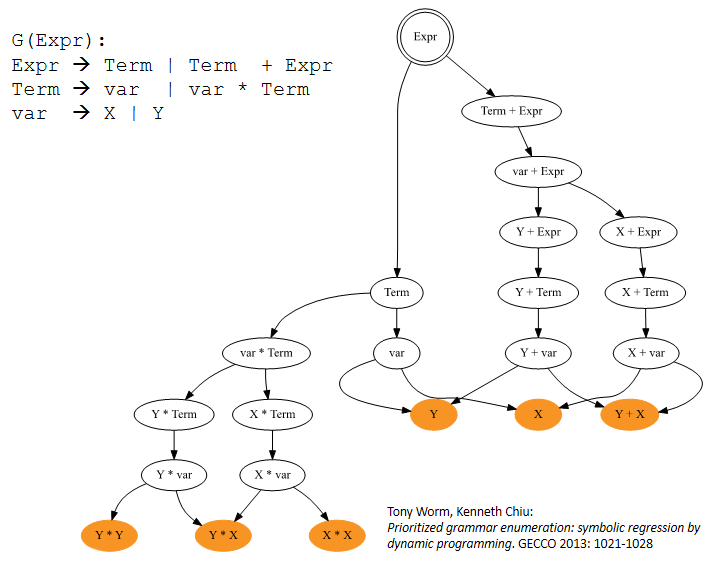 G(Expr):
Expr → Term | Term + Expr
Term → var | var * Term
var → X | Y
Expr
Term + Expr
var + Expr
Y + Expr
X + Expr
Term
Y + Term
X + Term
var * Term
var
Y + var
X + var
Y * Term
X * Term
Y
X
Y + X
Y * var
X * var
Y * Y
Y * X
X * X
Tony Worm, Kenneth Chiu:
Prioritized grammar enumeration: symbolic regression by
dynamic programming. GECCO 2013: 1021-1028